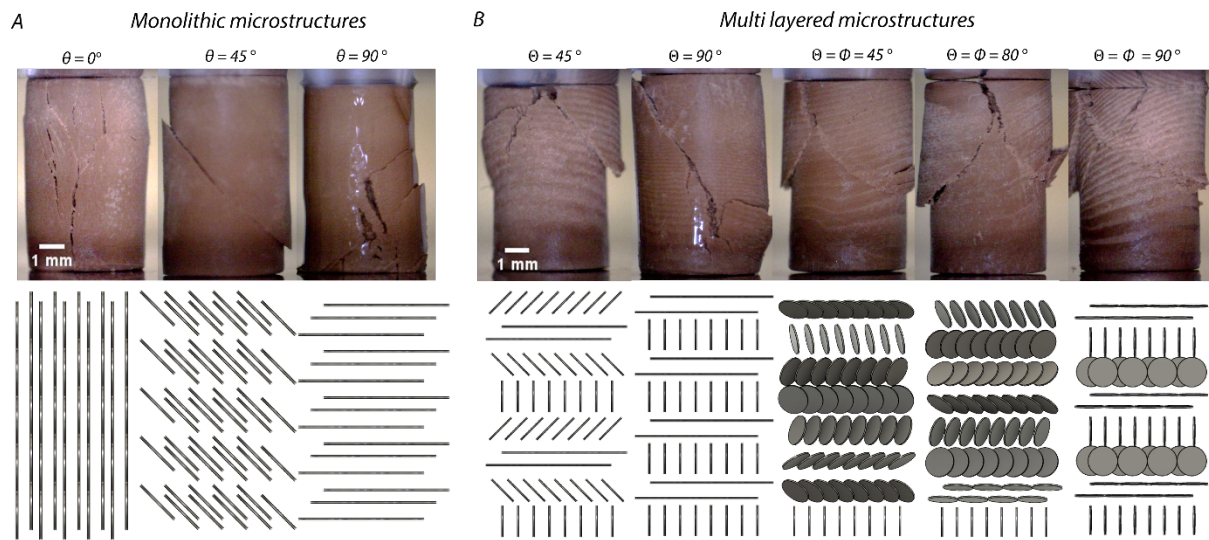 A Monolithic microstructures
B Multi layered microstructures
θ = 0° θ = 45° θ = 90°
Θ = 45° Θ = 90° Θ = Φ = 45° Θ = Φ = 80° Θ = Φ = 90°
1 mm
1 mm